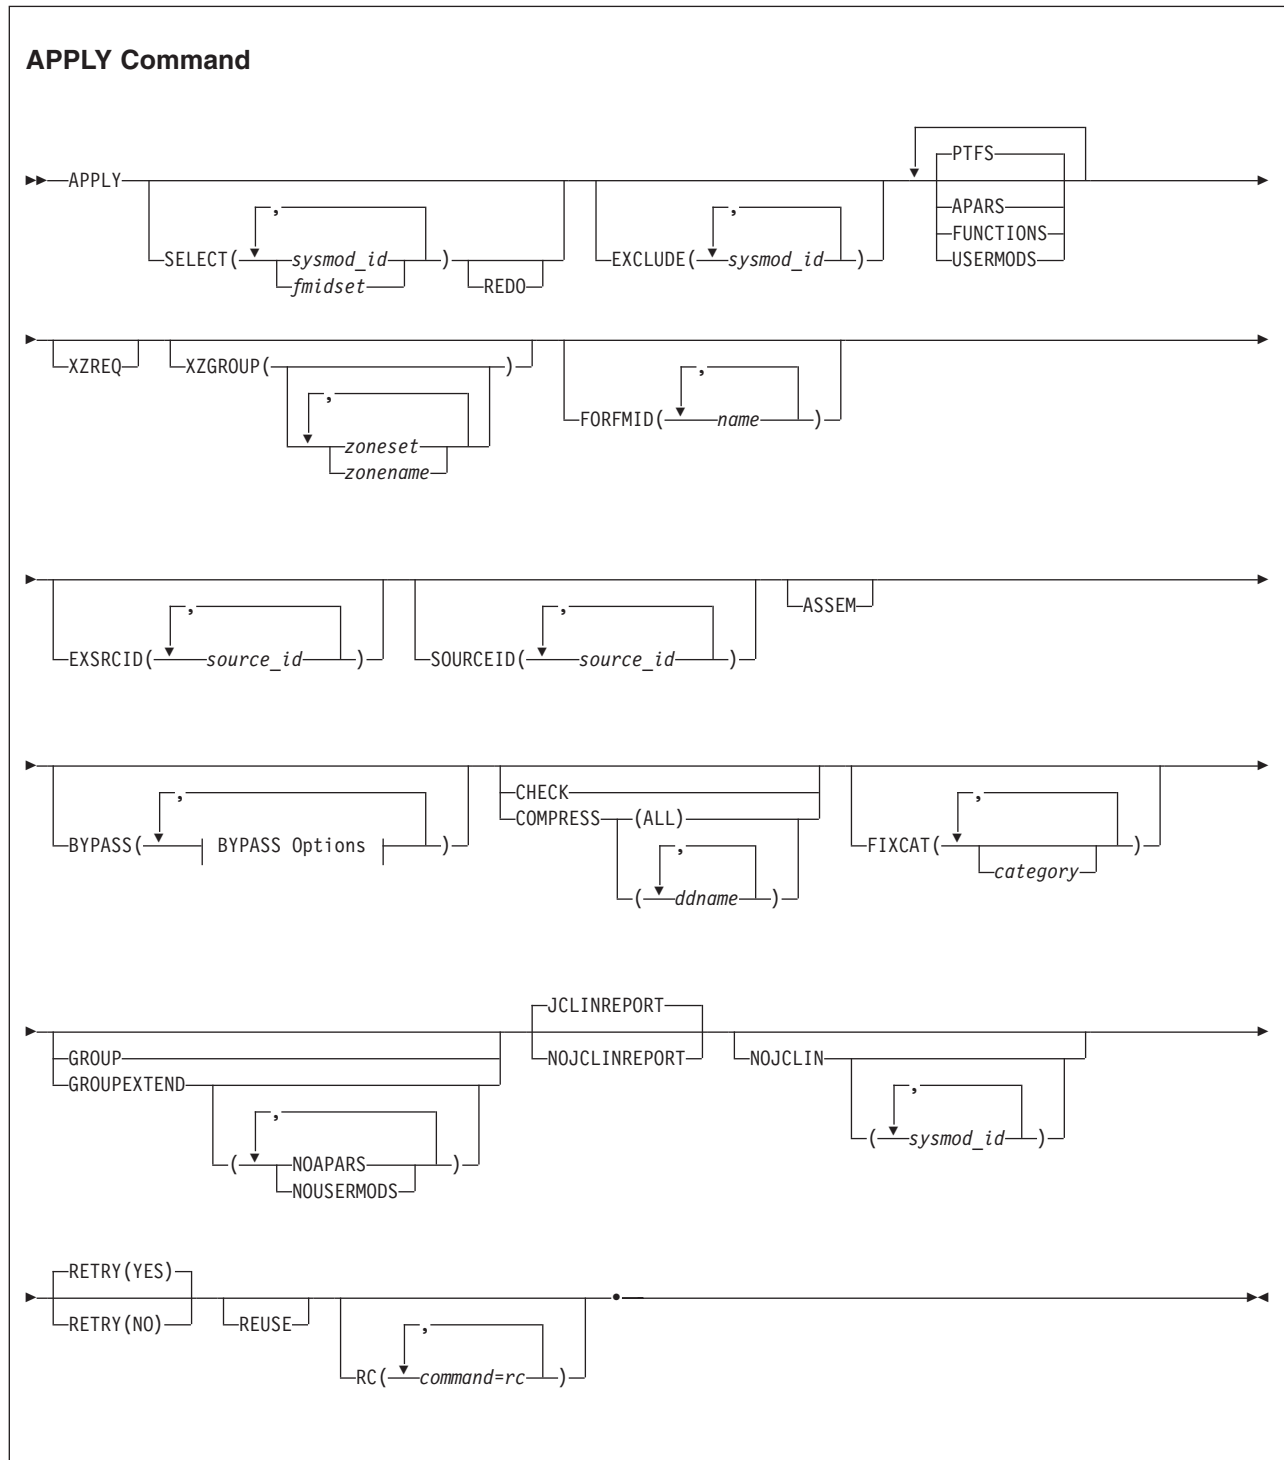 APPLY Command
PTFS
APPLY
,
,
APARS
SELECT( sysmod_id )
EXCLUDE( sysmod_id )
FUNCTIONS
fmidset
REDO
USERMODS
XZREQ
XZGROUP( )
,
,
FORFMID( name )
zoneset
zonename
,
,
ASSEM
EXSRCID( source_id )
SOURCEID( source_id )
,
CHECK
,
BYPASS( BYPASS Options )
COMPRESS (ALL)
FIXCAT( )
,
category
( ddname )
JCLINREPORT
GROUP
NOJCLINREPORT
NOJCLIN
GROUPEXTEND
,
,
( NOAPARS )
( sysmod_id )
NOUSERMODS
RETRY(YES)
RETRY(NO)
REUSE
,
RC( command=rc )